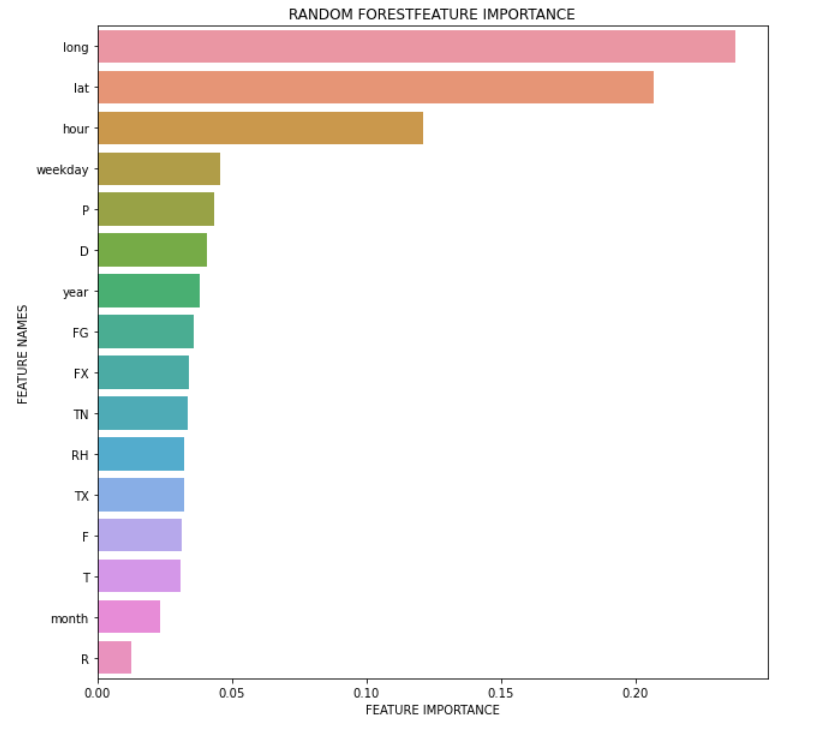 RANDOM FORESTFEATURE IMPORTANCE
FEATURE NAMES
long
lat
hour
weekday
P
D
year
FG
FX
TN
RH
TX
F
T
month
R
0.00 0.05 0.10 0.15 0.20
FEATURE IMPORTANCE